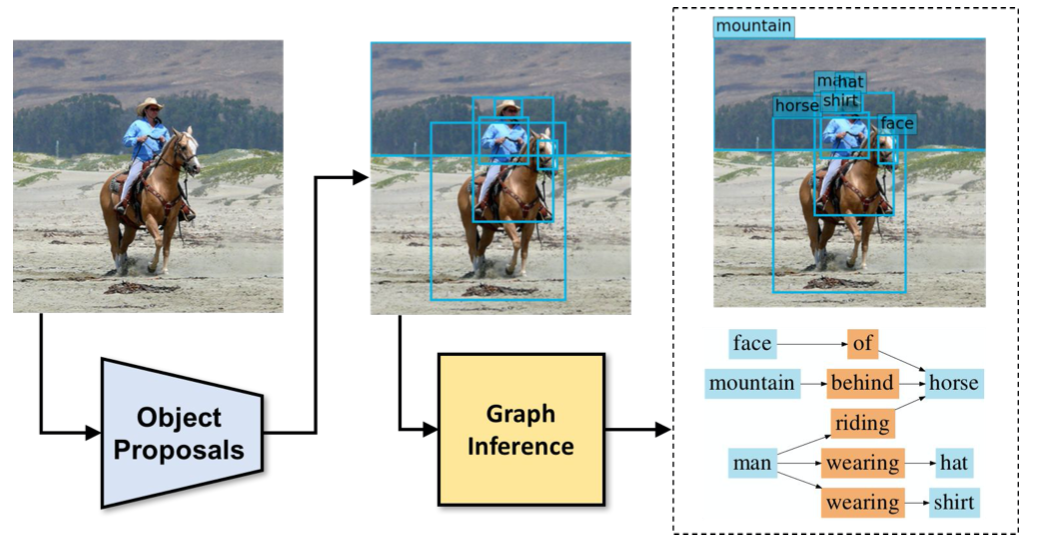 mountain
man
hat
shirt
horse
face
Object
Proposals
Graph
Inference
face
of
mountain
behind
horse
riding
man
wearing
hat
wearing
shirt